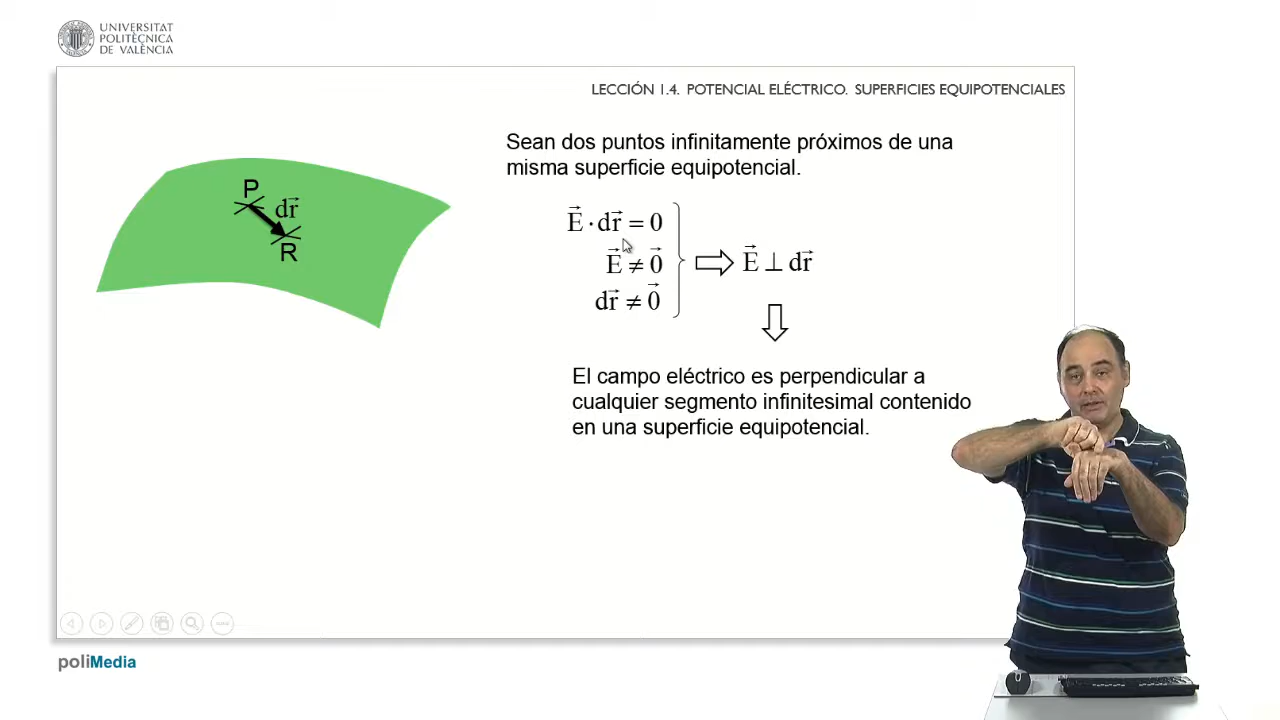 UNIVERSITAT
POLITÈCNICA
DE VALÈNCIA
LECCIÓN 1.4. POTENCIAL ELÉCTRICO. SUPERFICIES EQUIPOTENCIALES
Sean dos puntos infinitamente próximos de una
misma superficie equipotencial.
P
dr⃗
R
E⃗ · dr⃗ = 0
E⃗ ≠ 0⃗
dr⃗ ≠ 0⃗
E⃗ ⊥ dr⃗
El campo eléctrico es perpendicular a
cualquier segmento infinitesimal contenido
en una superficie equipotencial.
poliMedia